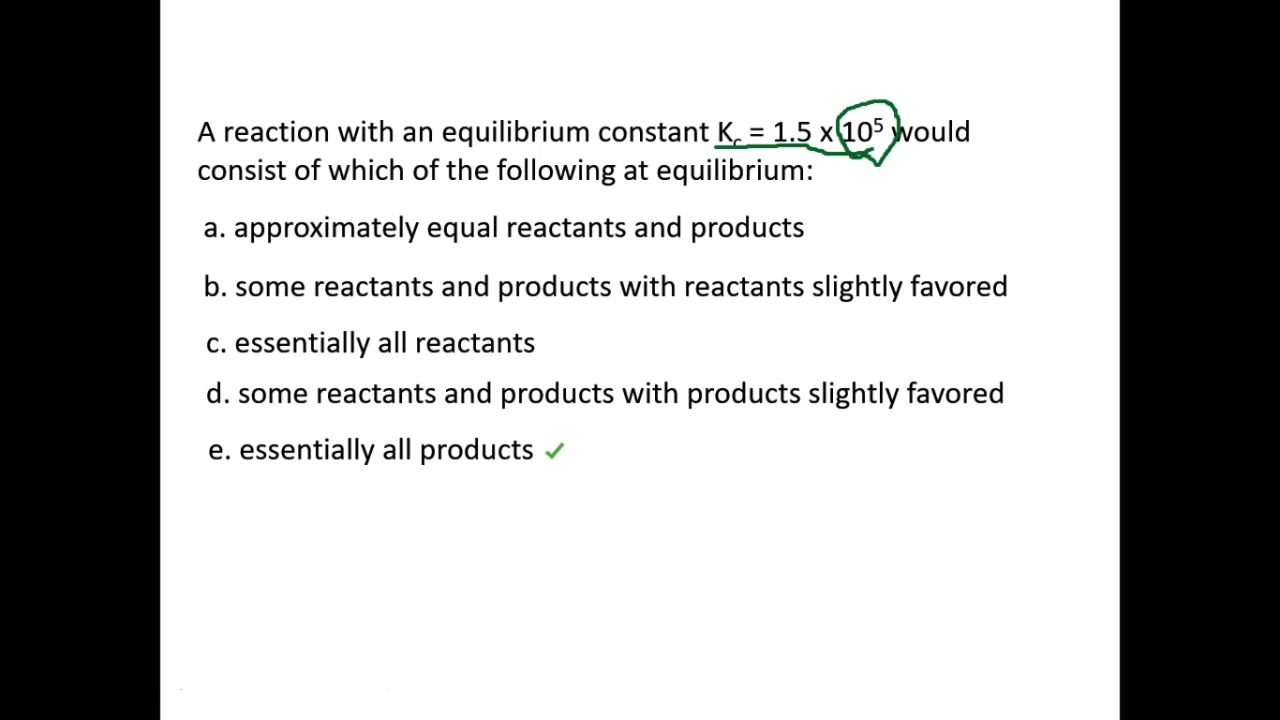 A reaction with an equilibrium constant K꜀ = 1.5 x 10⁵ would
consist of which of the following at equilibrium:
a. approximately equal reactants and products
b. some reactants and products with reactants slightly favored
c. essentially all reactants
d. some reactants and products with products slightly favored
e. essentially all products ✓